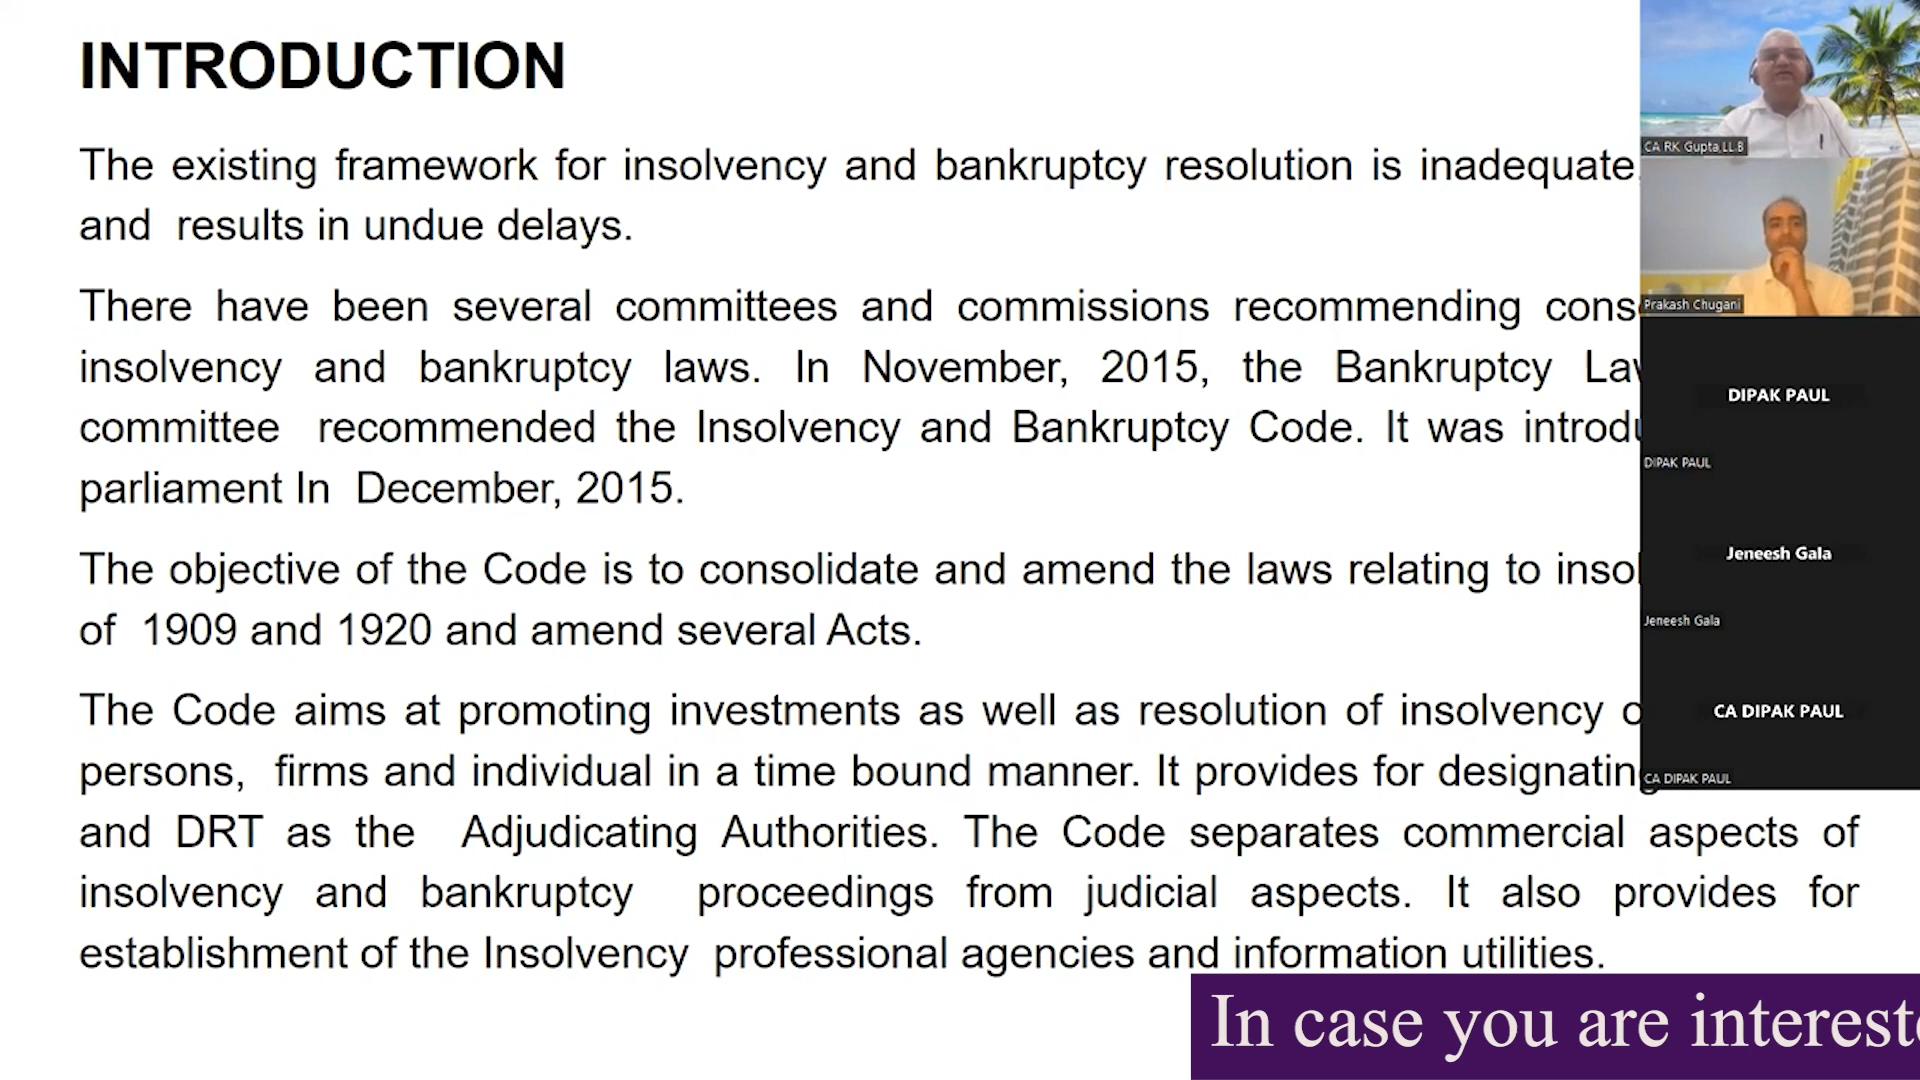 INTRODUCTION
The existing framework for insolvency and bankruptcy resolution is inadequate
and results in undue delays.
There have been several committees and commissions recommending
insolvency and bankruptcy laws. In November, 2015, the Bankruptcy
committee recommended the Insolvency and Bankruptcy Code. It was
parliament In December, 2015.
The objective of the Code is to consolidate and amend the laws relating to
of 1909 and 1920 and amend several Acts.
The Code aims at promoting investments as well as resolution of insolvency
persons, firms and individual in a time bound manner. It provides for
and DRT as the Adjudicating Authorities. The Code separates commercial aspects of
insolvency and bankruptcy proceedings from judicial aspects. It also provides for
establishment of the Insolvency professional agencies and information utilities.
CA RK Gupta,LL.B
Prakash Chugani
DIPAK PAUL
DIPAK PAUL
Jeneesh Gala
Jeneesh Gala
CA DIPAK PAUL
CA DIPAK PAUL
In case you are